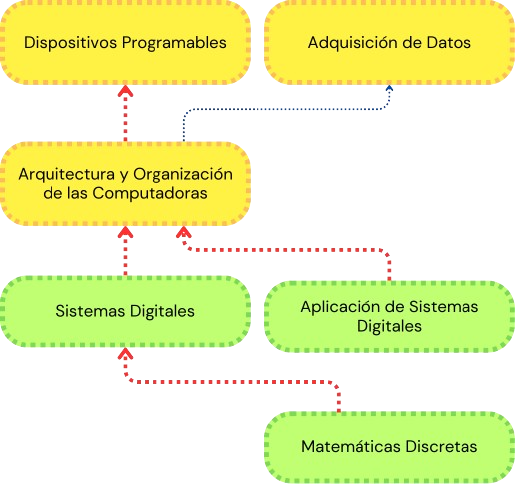 Dispositivos Programables
Adquisición de Datos
Arquitectura y Organización
de las Computadoras
Sistemas Digitales
Aplicación de Sistemas
Digitales
Matemáticas Discretas